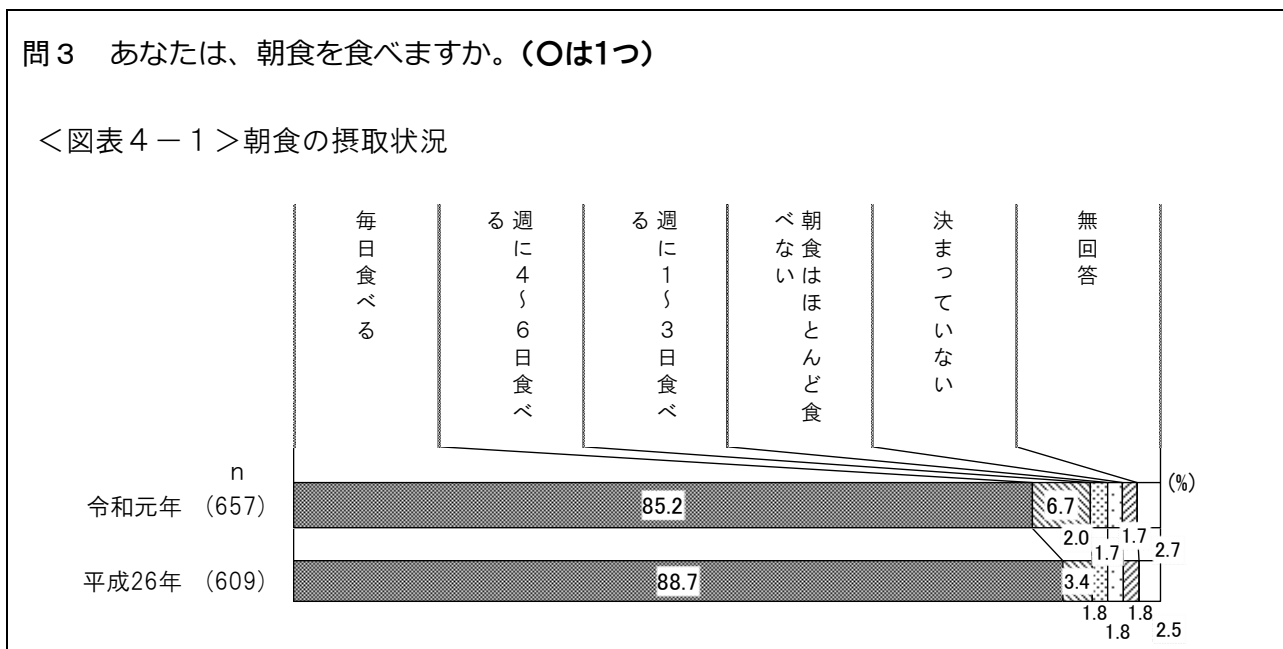 問3 あなたは、朝食を食べますか。(〇は1つ)
<図表4-1>朝食の摂取状況
毎日食べる
週に4~6日食べ
る
週に1~3日食べ
る
朝食はほとんど食
べない
決まっていない
無回答
n
(%)
令和元年 (657)
85.2
6.7
2.0
1.7
1.7
2.7
平成26年 (609)
88.7
3.4
1.8
1.8
1.8
2.5